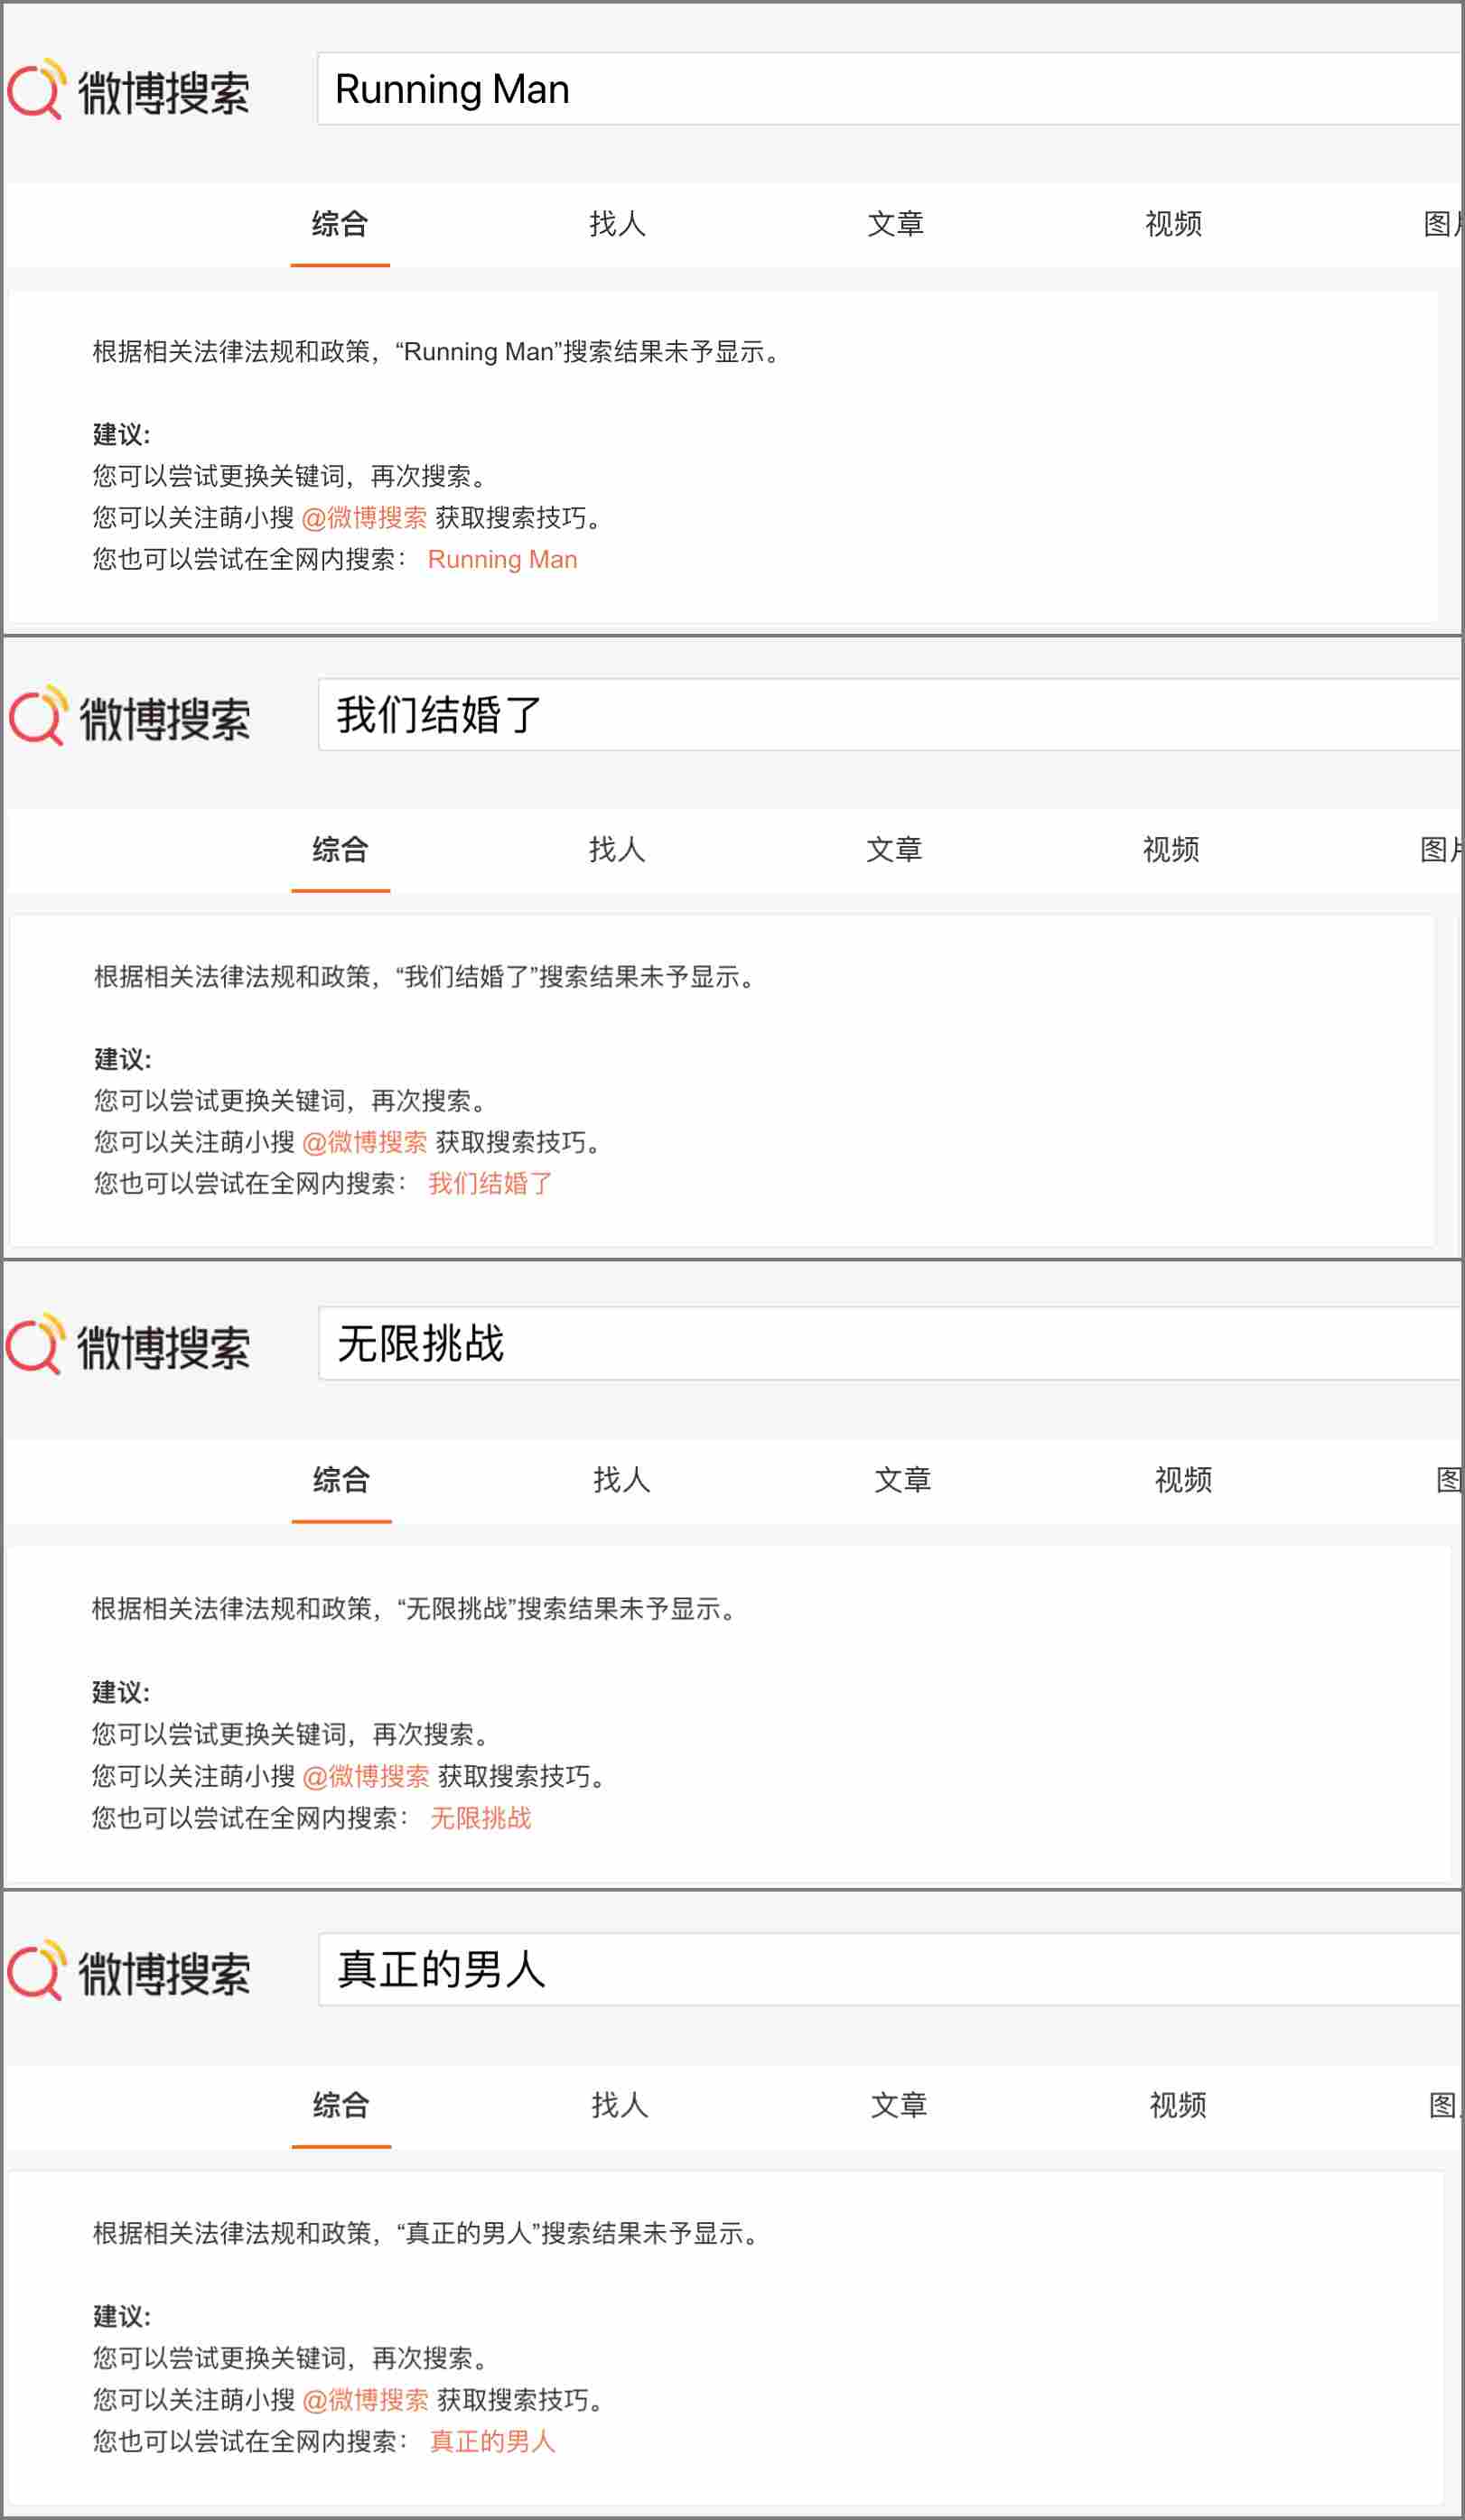 微博搜索 Running Man
综合 找人 文章 视频 图片
根据相关法律法规和政策，“Running Man”搜索结果未予显示。
建议:
您可以尝试更换关键词，再次搜索。
您可以关注萌小搜 @微博搜索 获取搜索技巧。
您也可以尝试在全网内搜索： Running Man
微博搜索 我们结婚了
综合 找人 文章 视频 图片
根据相关法律法规和政策，“我们结婚了”搜索结果未予显示。
建议:
您可以尝试更换关键词，再次搜索。
您可以关注萌小搜 @微博搜索 获取搜索技巧。
您也可以尝试在全网内搜索： 我们结婚了
微博搜索 无限挑战
综合 找人 文章 视频 图
根据相关法律法规和政策，“无限挑战”搜索结果未予显示。
建议:
您可以尝试更换关键词，再次搜索。
您可以关注萌小搜 @微博搜索 获取搜索技巧。
您也可以尝试在全网内搜索： 无限挑战
微博搜索 真正的男人
综合 找人 文章 视频 图
根据相关法律法规和政策，“真正的男人”搜索结果未予显示。
建议:
您可以尝试更换关键词，再次搜索。
您可以关注萌小搜 @微博搜索 获取搜索技巧。
您也可以尝试在全网内搜索： 真正的男人